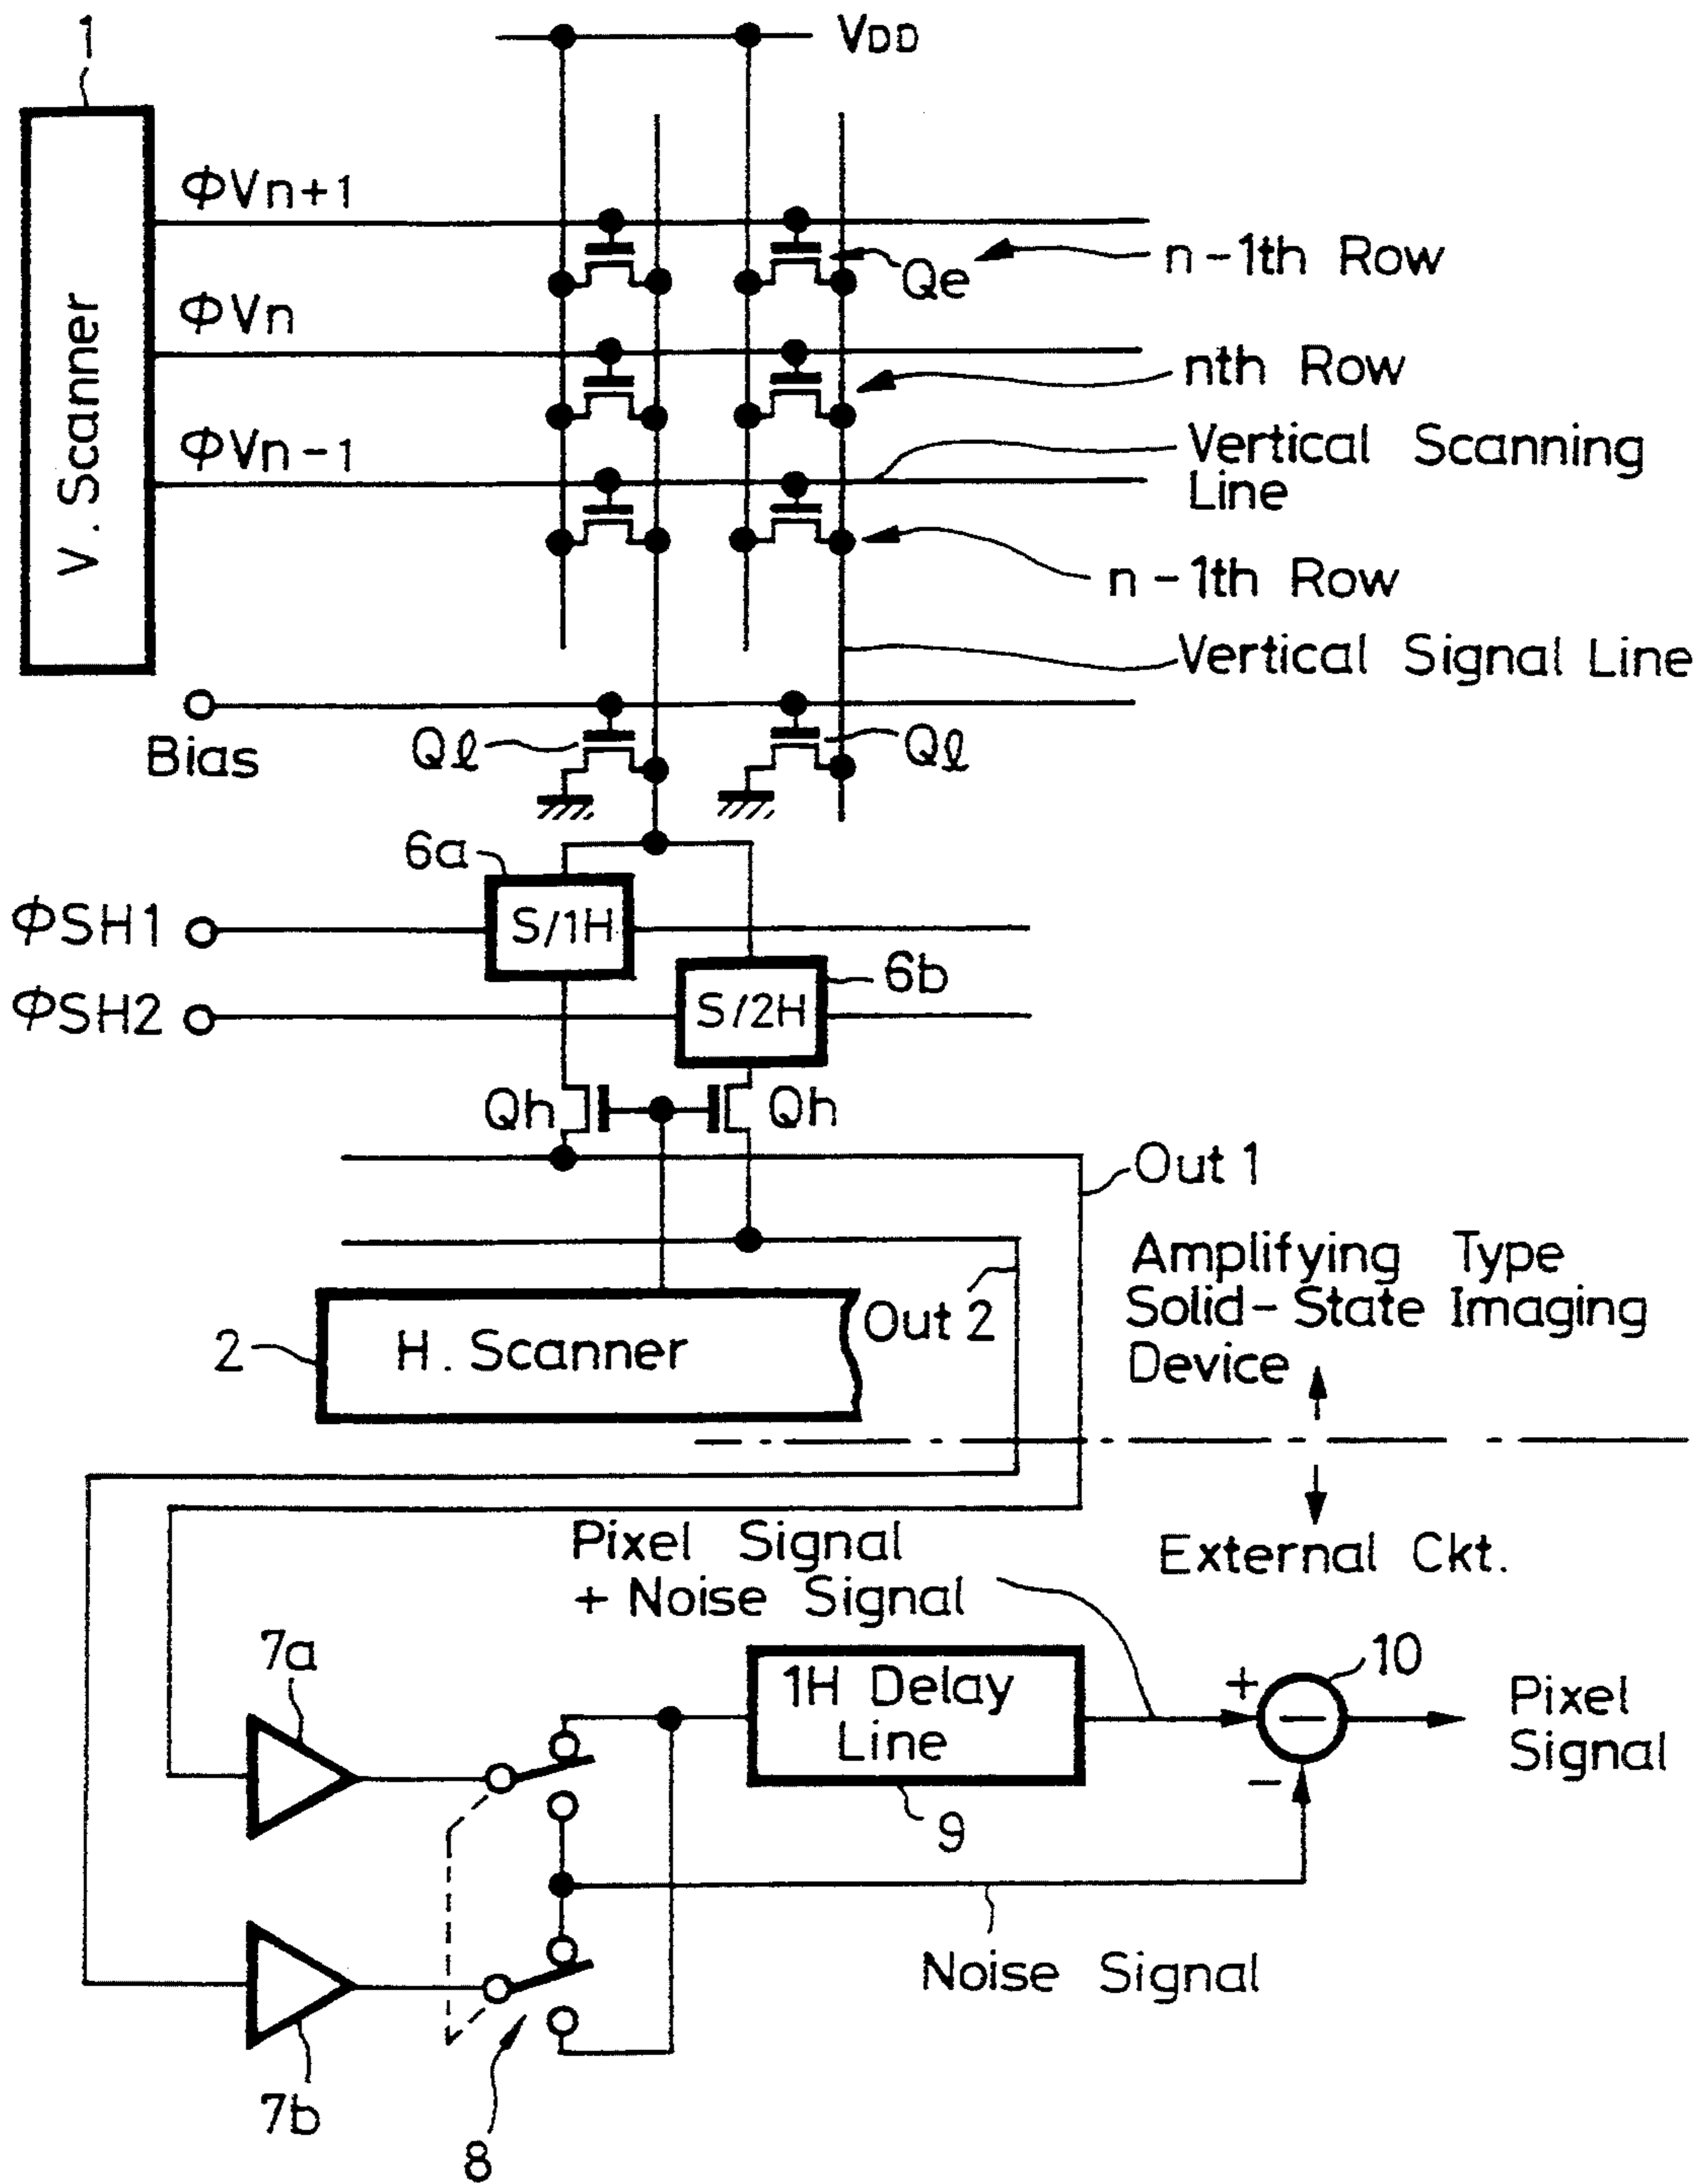 1
VDD
V. Scanner
ΦVn+1
Qe
n-1th Row
ΦVn
nth Row
ΦVn-1
Vertical Scanning
Line
n-1th Row
Vertical Signal Line
Bias
Qℓ
Qℓ
6a
ΦSH1
S/1H
6b
ΦSH2
S/2H
Qh
Qh
Out 1
Amplifying Type
Solid-State Imaging
Device
Out 2
2
H. Scanner
External Ckt.
Pixel Signal
+ Noise Signal
7a
1H Delay
Line
+
10
−
Pixel
Signal
−
9
Noise Signal
7b
8